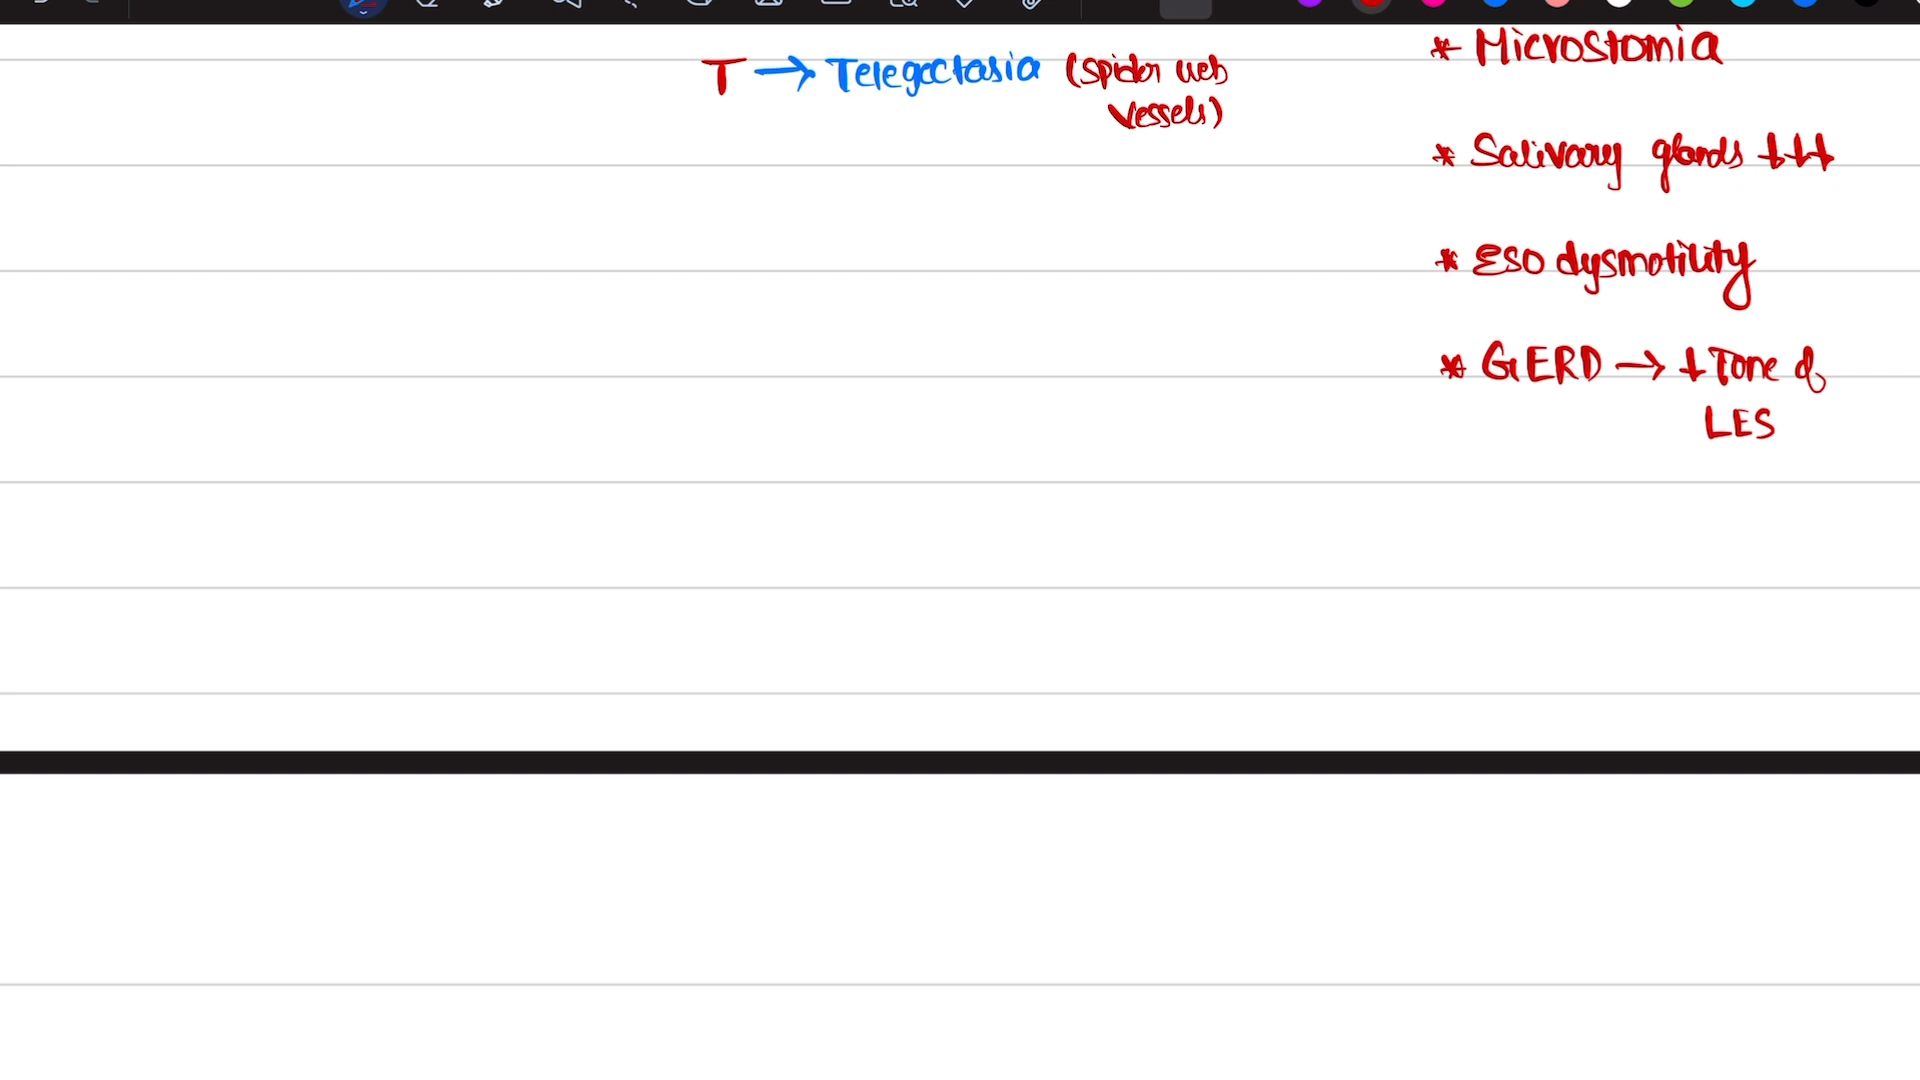 T → Telegectasia (spider web
vessels)
* Microstomia
* Salivary glands ↓↓↓
* Eso dysmotility
* GERD → ↓ Tone of
LES